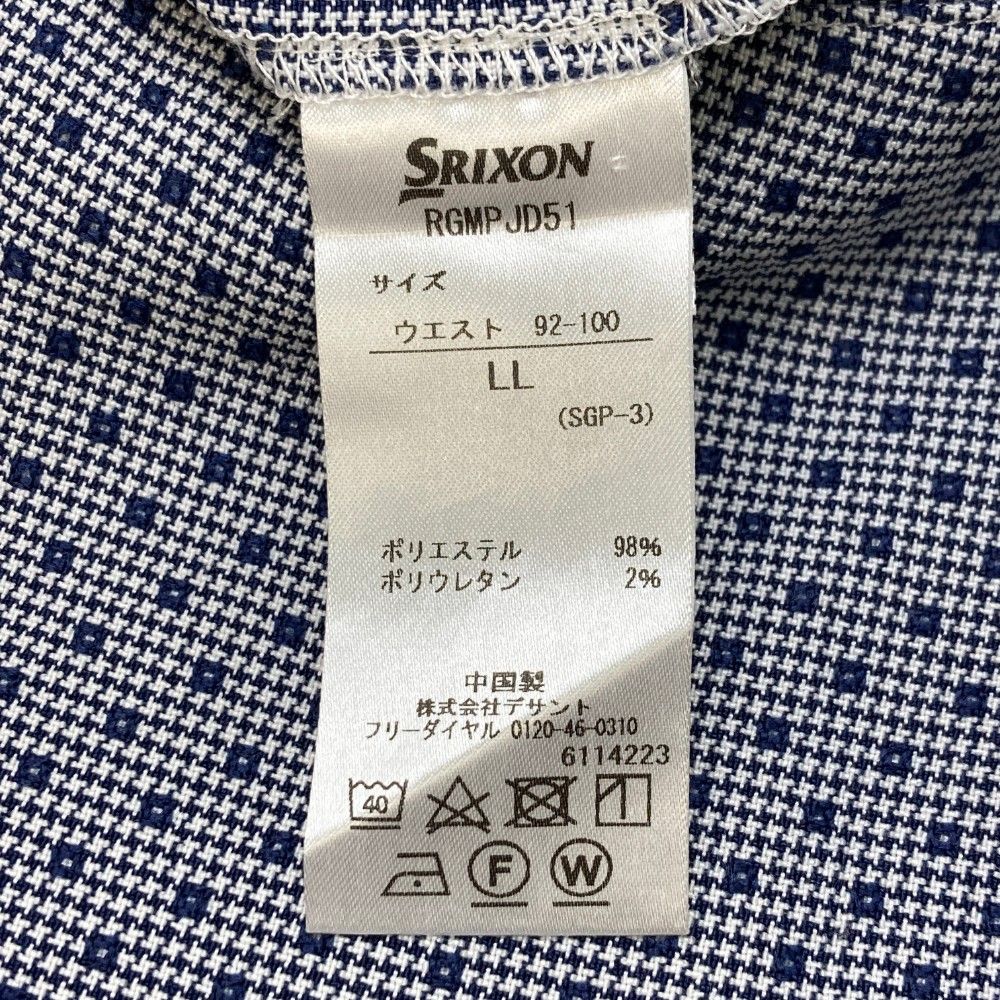 SRIXON
RGMPJD51
サイズ
ウエスト 92-100
LL
(SGP-3)
ポリエステル 98%
ポリウレタン 2%
中国製
株式会社デサント
フリーダイヤル 0120-46-0310
6114223
40
F W